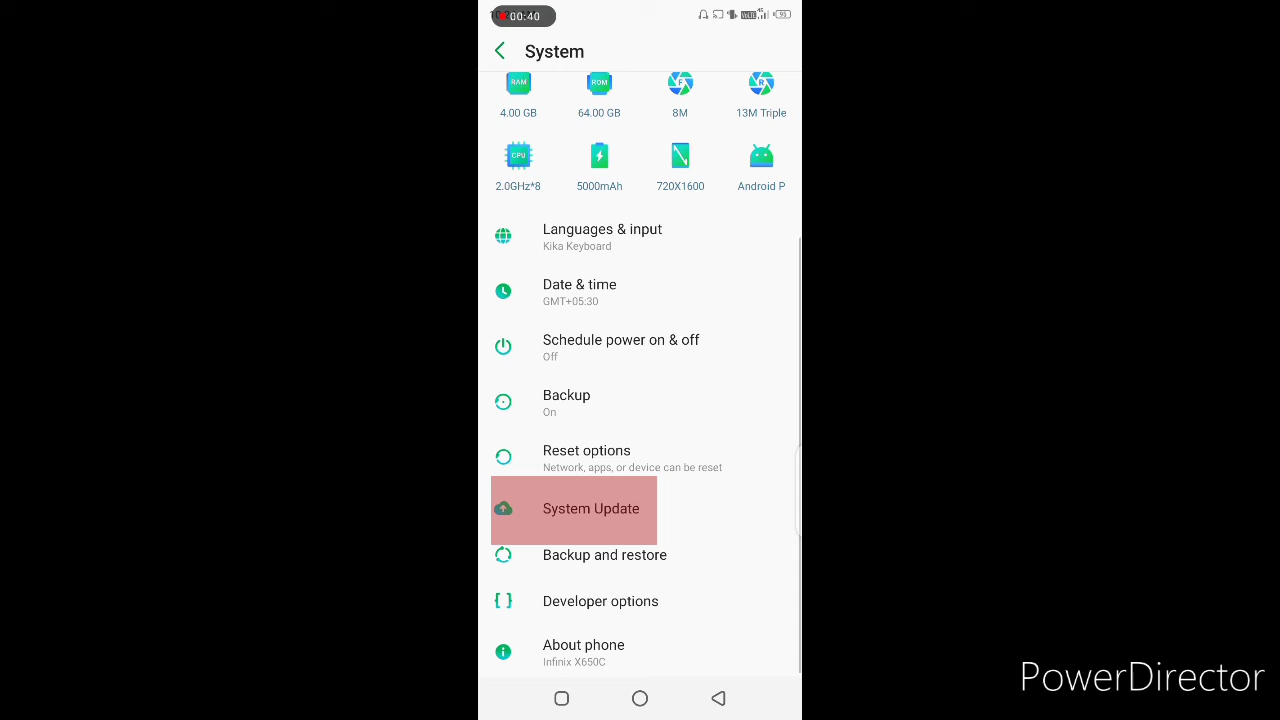 00:40
System
RAM
ROM
F
R
4.00 GB
64.00 GB
8M
13M Triple
CPU
2.0GHz*8
5000mAh
720X1600
Android P
Languages & input
Kika Keyboard
Date & time
GMT+05:30
Schedule power on & off
Off
Backup
On
Reset options
Network, apps, or device can be reset
System Update
Backup and restore
Developer options
About phone
Infinix X650C
PowerDirector